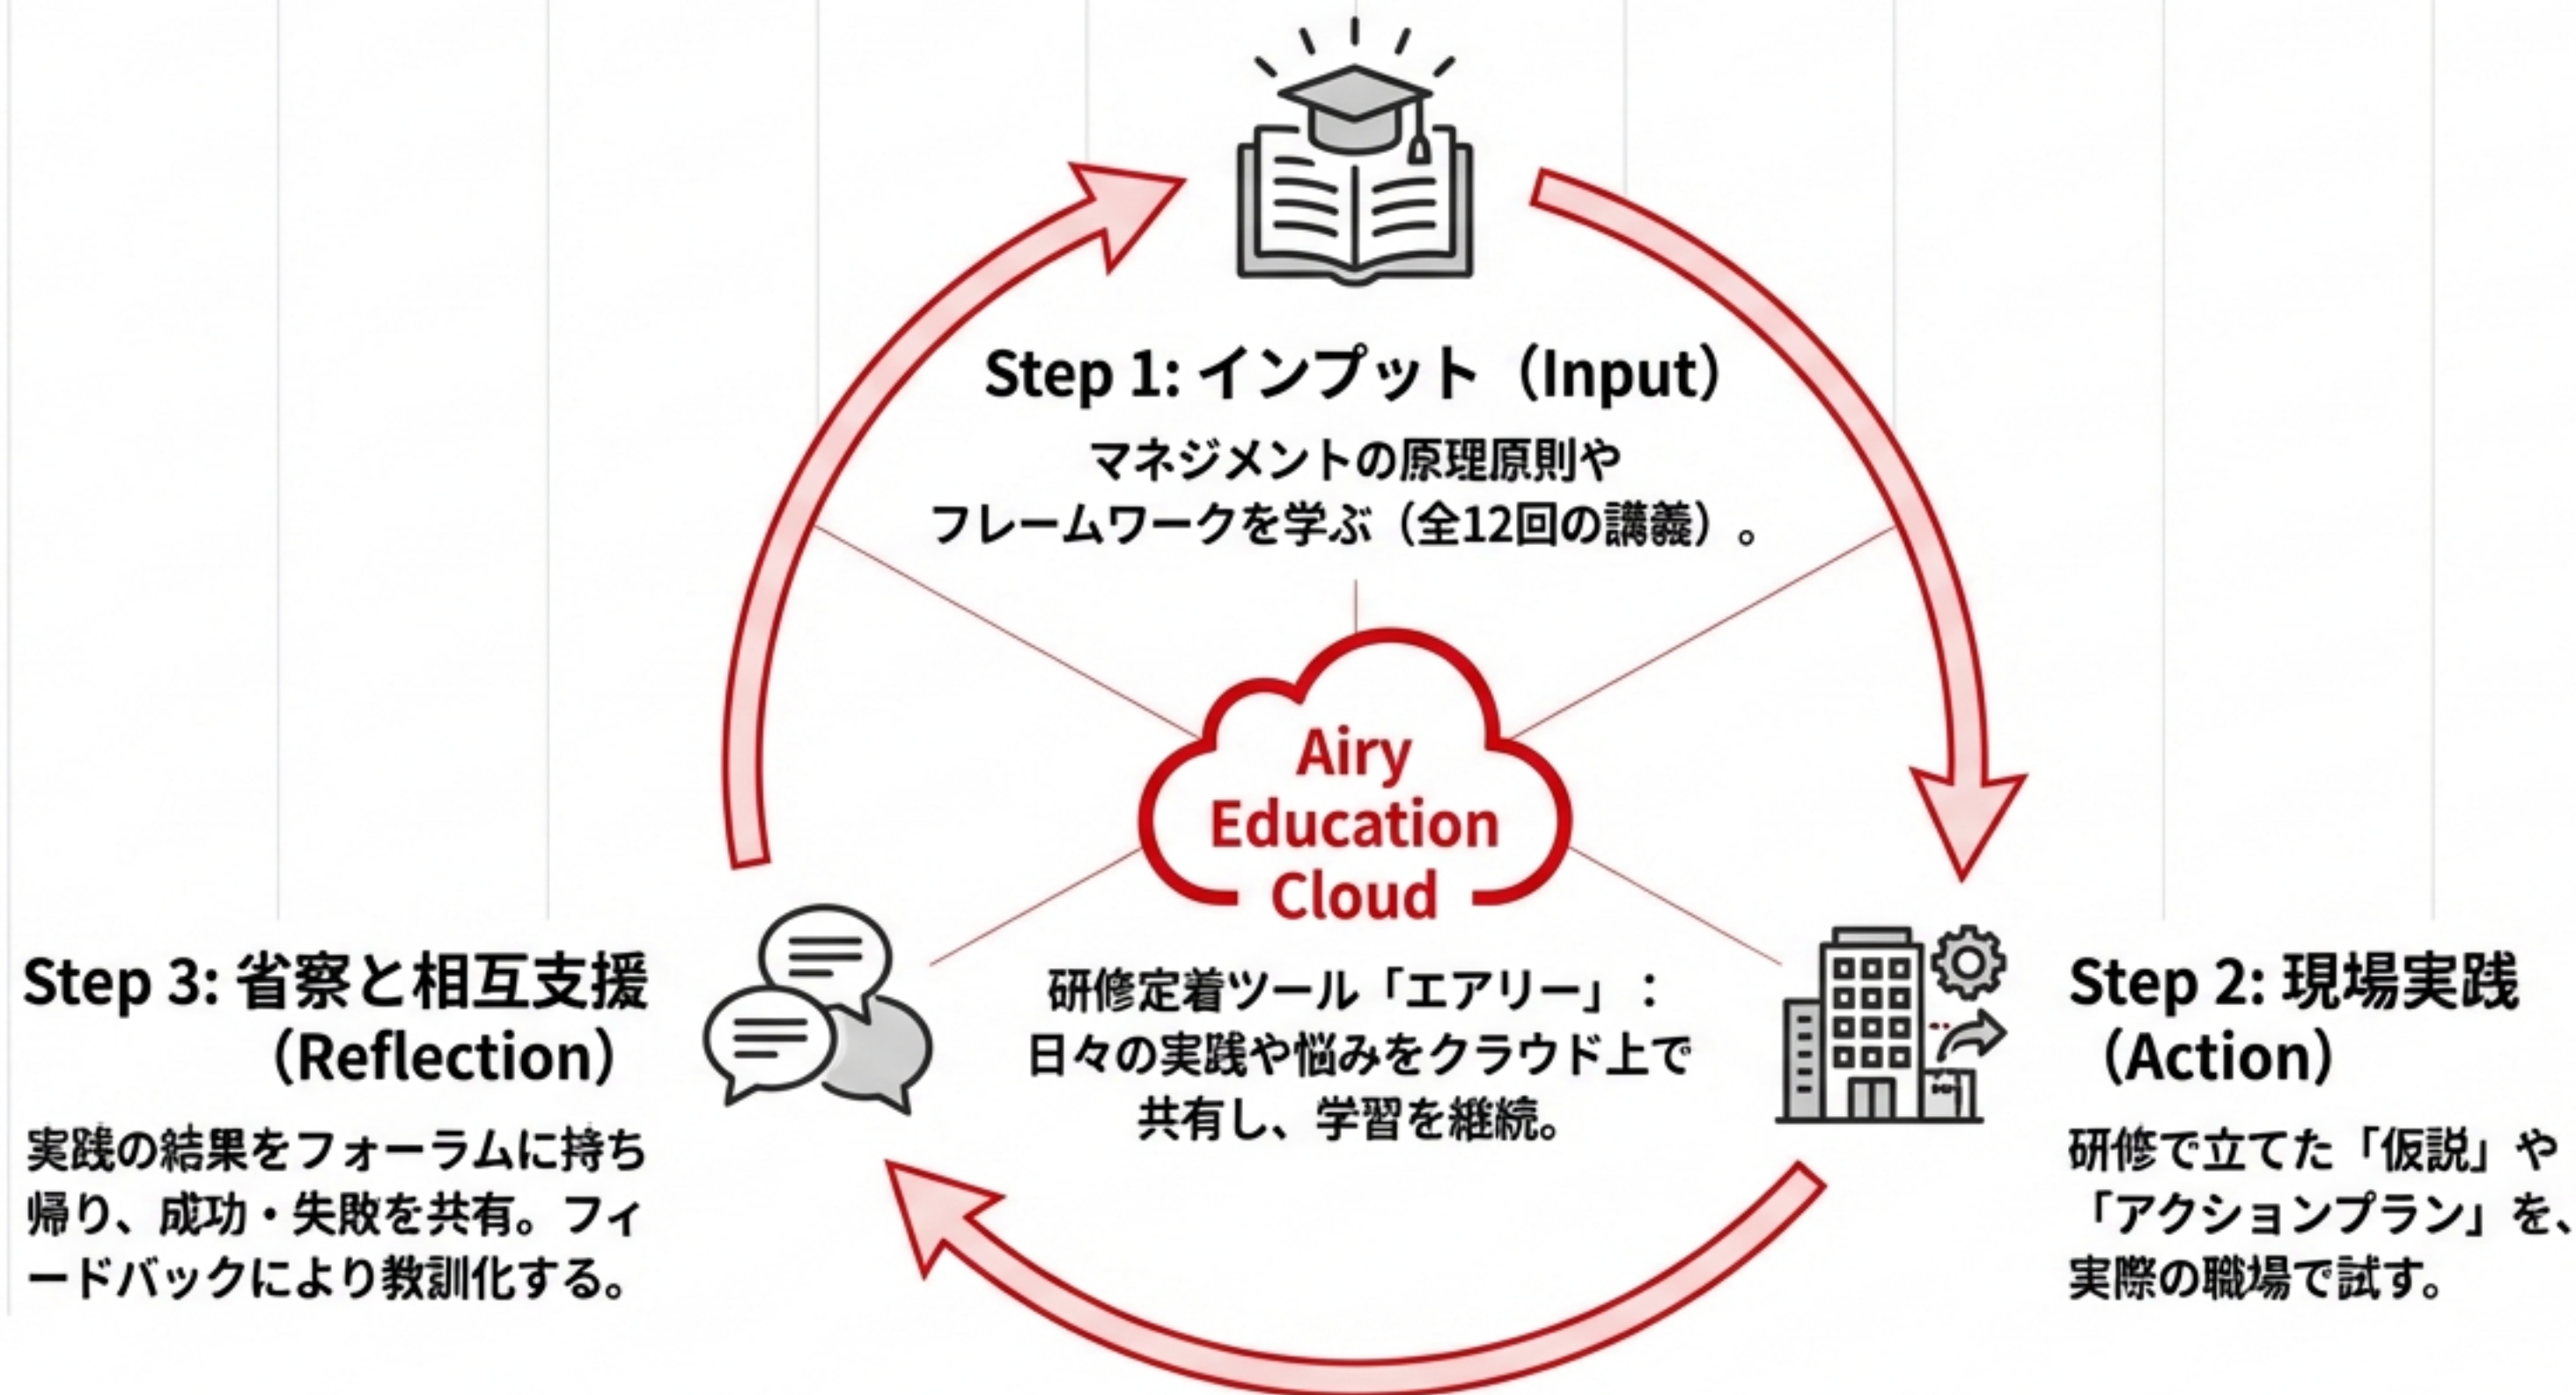 Step 1: インプット（Input）
マネジメントの原理原則や
フレームワークを学ぶ（全12回の講義）。
Airy
Education
Cloud
研修定着ツール「エアリー」：
日々の実践や悩みをクラウド上で
共有し、学習を継続。
Step 2: 現場実践
（Action）
研修で立てた「仮説」や
「アクションプラン」を、
実際の職場で試す。
Step 3: 省察と相互支援
（Reflection）
実践の結果をフォーラムに持ち
帰り、成功・失敗を共有。フィ
ードバックにより教訓化する。